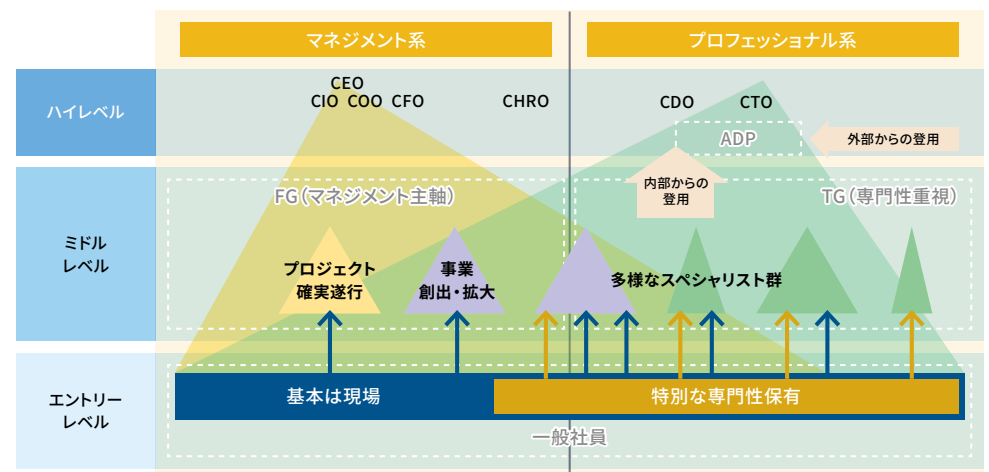 マネジメント系
プロフェッショナル系
ハイレベル
CEO
CIO COO CFO
CHRO
CDO
CTO
ADP
外部からの登用
内部からの
登用
FG(マネジメント主軸)
TG(専門性重視)
ミドル
レベル
プロジェクト
確実遂行
事業
創出・拡大
多様なスペシャリスト群
エントリー
レベル
基本は現場
特別な専門性保有
一般社員